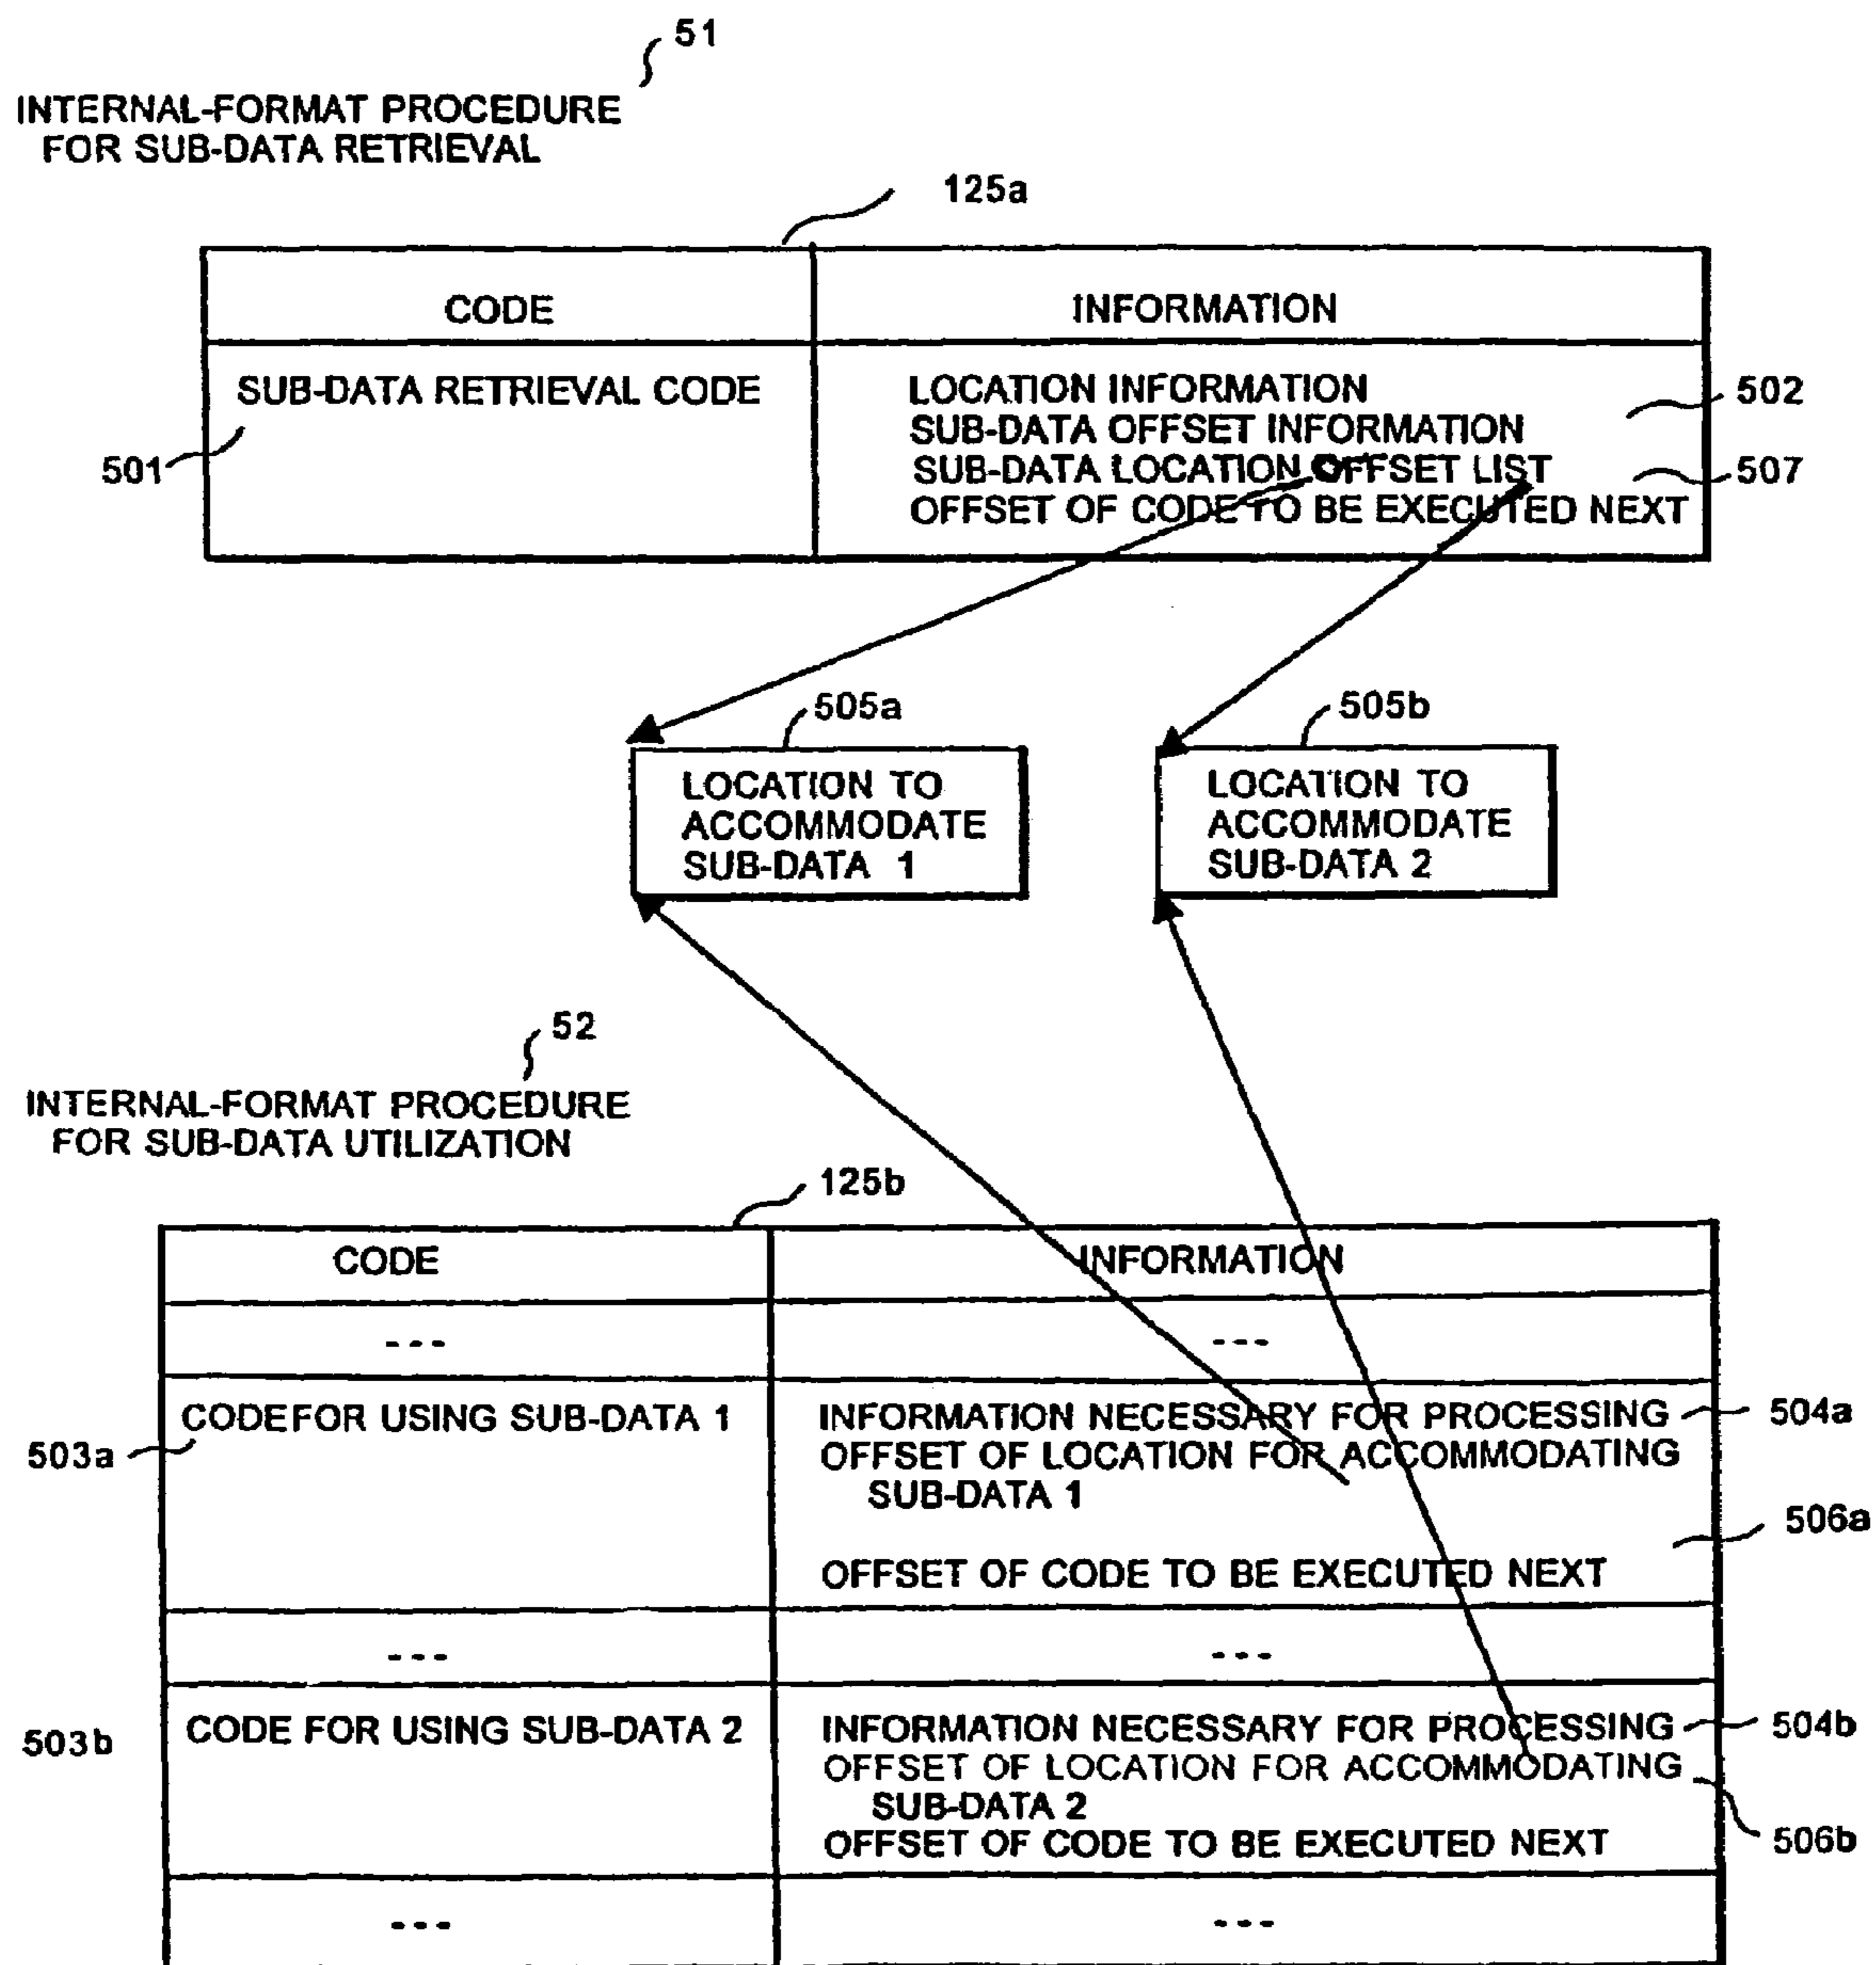 51
INTERNAL-FORMAT PROCEDURE
FOR SUB-DATA RETRIEVAL
125a
CODE
INFORMATION
SUB-DATA RETRIEVAL CODE
501
LOCATION INFORMATION
SUB-DATA OFFSET INFORMATION
SUB-DATA LOCATION OFFSET LIST
OFFSET OF CODE TO BE EXECUTED NEXT
502
507
505a
LOCATION TO
ACCOMMODATE
SUB-DATA 1
505b
LOCATION TO
ACCOMMODATE
SUB-DATA 2
52
INTERNAL-FORMAT PROCEDURE
FOR SUB-DATA UTILIZATION
125b
CODE
INFORMATION
---
---
CODEFOR USING SUB-DATA 1
503a
INFORMATION NECESSARY FOR PROCESSING
OFFSET OF LOCATION FOR ACCOMMODATING
SUB-DATA 1
OFFSET OF CODE TO BE EXECUTED NEXT
504a
506a
---
---
503b
CODE FOR USING SUB-DATA 2
INFORMATION NECESSARY FOR PROCESSING
OFFSET OF LOCATION FOR ACCOMMODATING
SUB-DATA 2
OFFSET OF CODE TO BE EXECUTED NEXT
504b
506b
---
---